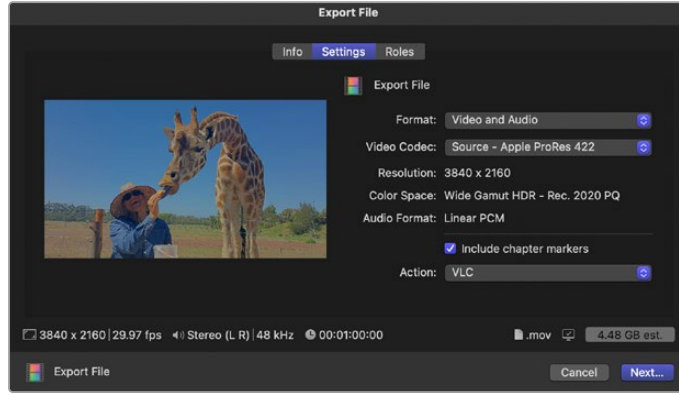 Export File
Info Settings Roles
Export File
Format: Video and Audio
Video Codec: Source - Apple ProRes 422
Resolution: 3840 x 2160
Color Space: Wide Gamut HDR - Rec. 2020 PQ
Audio Format: Linear PCM
Include chapter markers
Action: VLC
3840 x 2160 | 29.97 fps Stereo (L R) | 48 kHz 00:01:00:00 .mov 4.48 GB est.
Export File Cancel Next...